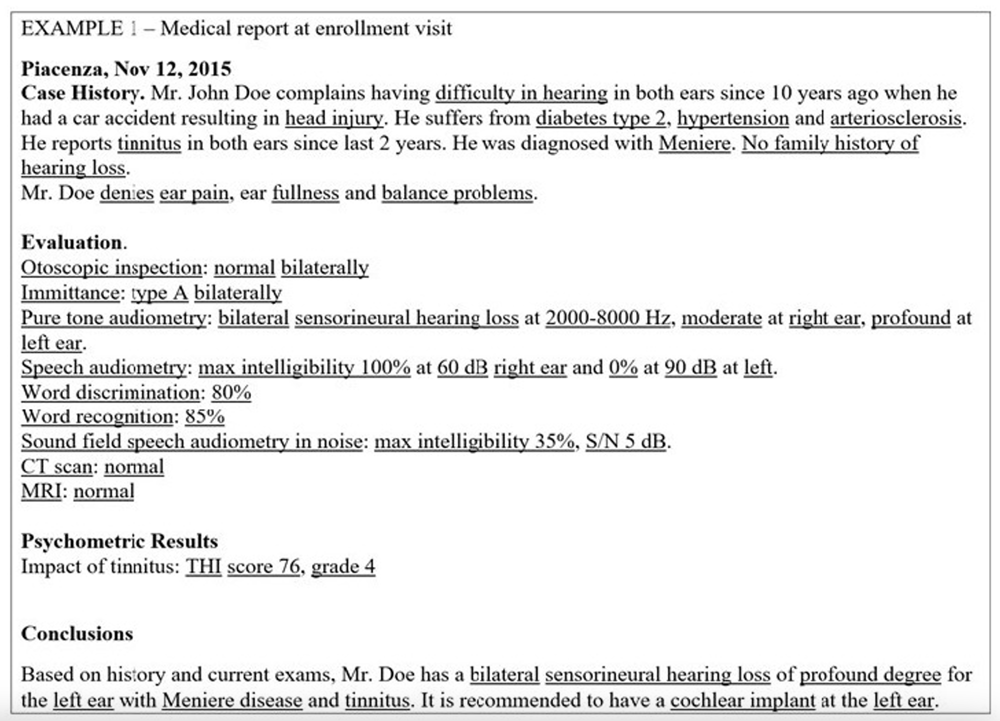 EXAMPLE 1 – Medical report at enrollment visit
Piacenza, Nov 12, 2015
Case History. Mr. John Doe complains having difficulty in hearing in both ears since 10 years ago when he
had a car accident resulting in head injury. He suffers from diabetes type 2, hypertension and arteriosclerosis.
He reports tinnitus in both ears since last 2 years. He was diagnosed with Meniere. No family history of
hearing loss.
Mr. Doe denies ear pain, ear fullness and balance problems.
Evaluation.
Otoscopic inspection: normal bilaterally
Immittance: type A bilaterally
Pure tone audiometry: bilateral sensorineural hearing loss at 2000-8000 Hz, moderate at right ear, profound at
left ear.
Speech audiometry: max intelligibility 100% at 60 dB right ear and 0% at 90 dB at left.
Word discrimination: 80%
Word recognition: 85%
Sound field speech audiometry in noise: max intelligibility 35%, S/N 5 dB.
CT scan: normal
MRI: normal
Psychometric Results
Impact of tinnitus: THI score 76, grade 4
Conclusions
Based on history and current exams, Mr. Doe has a bilateral sensorineural hearing loss of profound degree for
the left ear with Meniere disease and tinnitus. It is recommended to have a cochlear implant at the left ear.